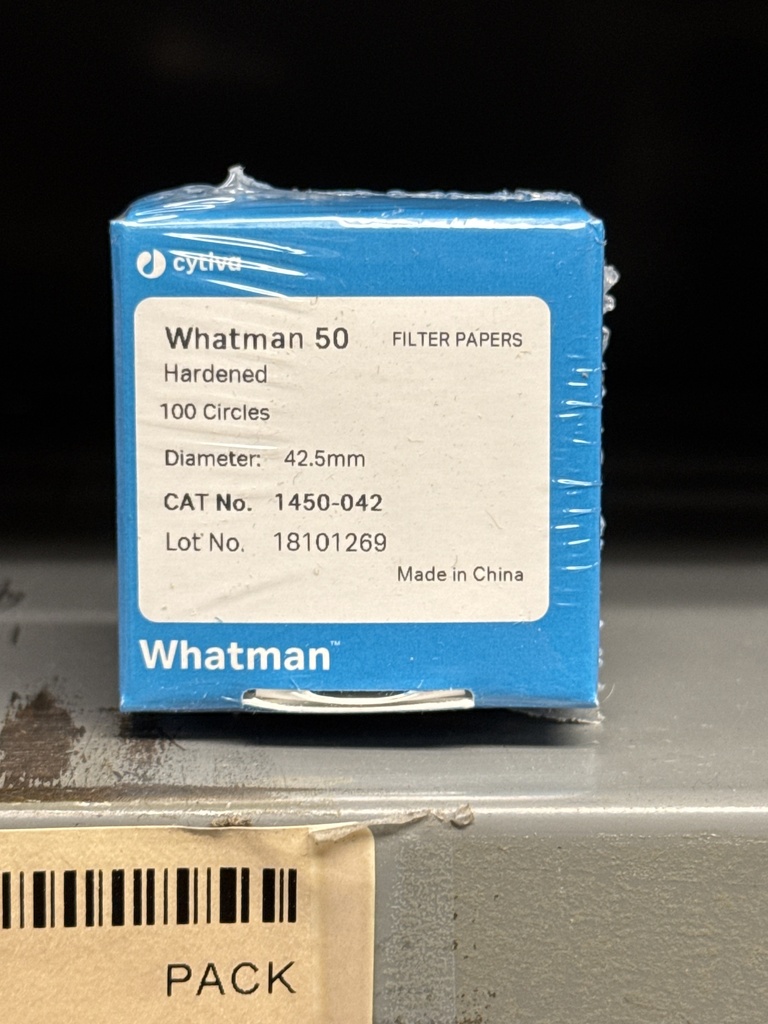 cytiva
Whatman 50 FILTER PAPERS
Hardened
100 Circles
Diameter: 42.5mm
CAT No. 1450-042
Lot No. 18101269
Made in China
Whatman™
PACK